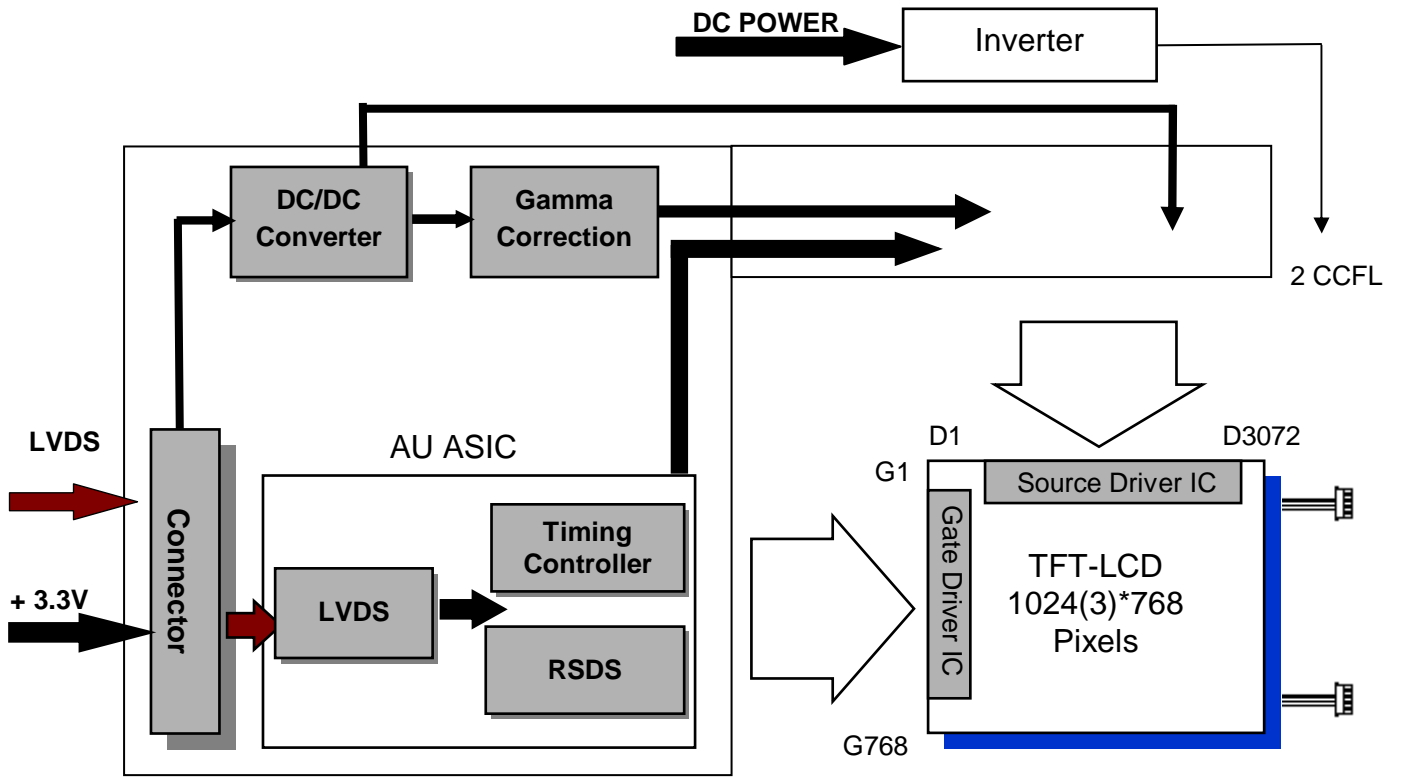 DC POWER
Inverter
DC/DC
Converter
Gamma
Correction
2 CCFL
LVDS
+ 3.3V
Connector
AU ASIC
LVDS
Timing
Controller
RSDS
D1
D3072
G1
Source Driver IC
Gate Driver IC
TFT-LCD
1024(3)*768
Pixels
G768